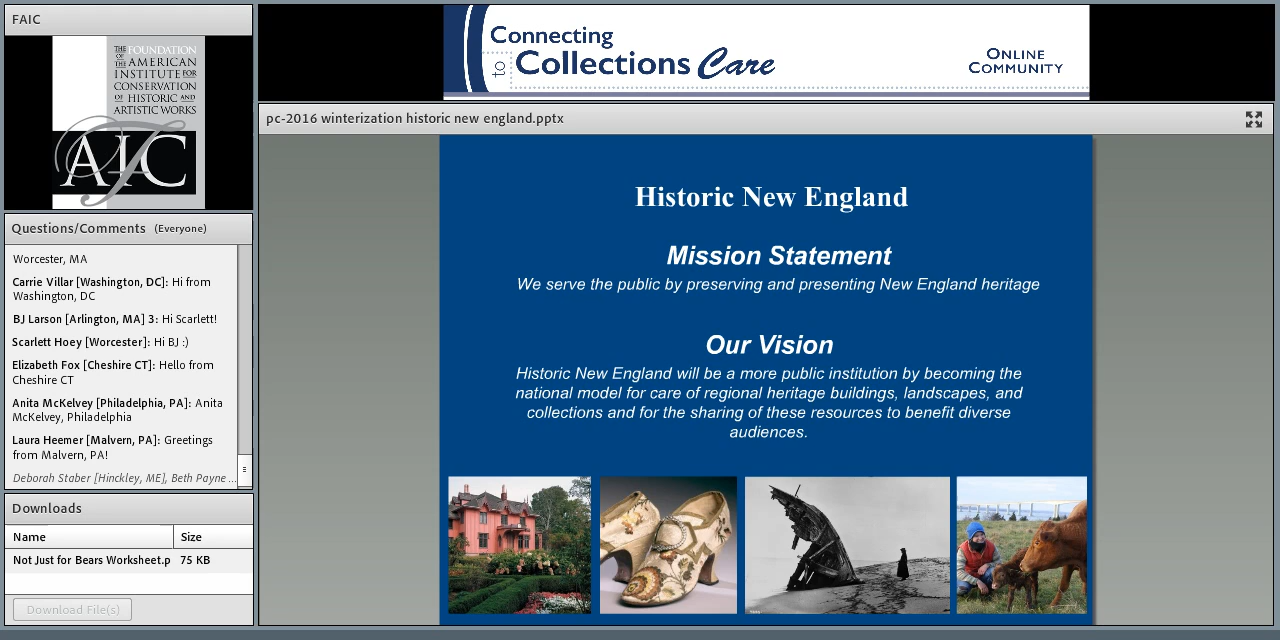 FAIC
THE FOUNDATION
OF THE AMERICAN
INSTITUTE FOR
CONSERVATION
OF HISTORIC AND
ARTISTIC WORKS
AIC
Questions/Comments (Everyone)
Worcester, MA
Carrie Villar [Washington, DC]: Hi from
Washington, DC
BJ Larson [Arlington, MA] 3: Hi Scarlett!
Scarlett Hoey [Worcester]: Hi BJ :)
Elizabeth Fox [Cheshire CT]: Hello from
Cheshire CT
Anita McKelvey [Philadelphia, PA]: Anita
McKelvey, Philadelphia
Laura Heemer [Malvern, PA]: Greetings
from Malvern, PA!
Deborah Staber [Hinckley, ME], Beth Payne ...
Downloads
Name Size
Not Just for Bears Worksheet.p 75 KB
Download File(s)
Connecting
to Collections Care
ONLINE
COMMUNITY
pc-2016 winterization historic new england.pptx
Historic New England
Mission Statement
We serve the public by preserving and presenting New England heritage
Our Vision
Historic New England will be a more public institution by becoming the
national model for care of regional heritage buildings, landscapes, and
collections and for the sharing of these resources to benefit diverse
audiences.